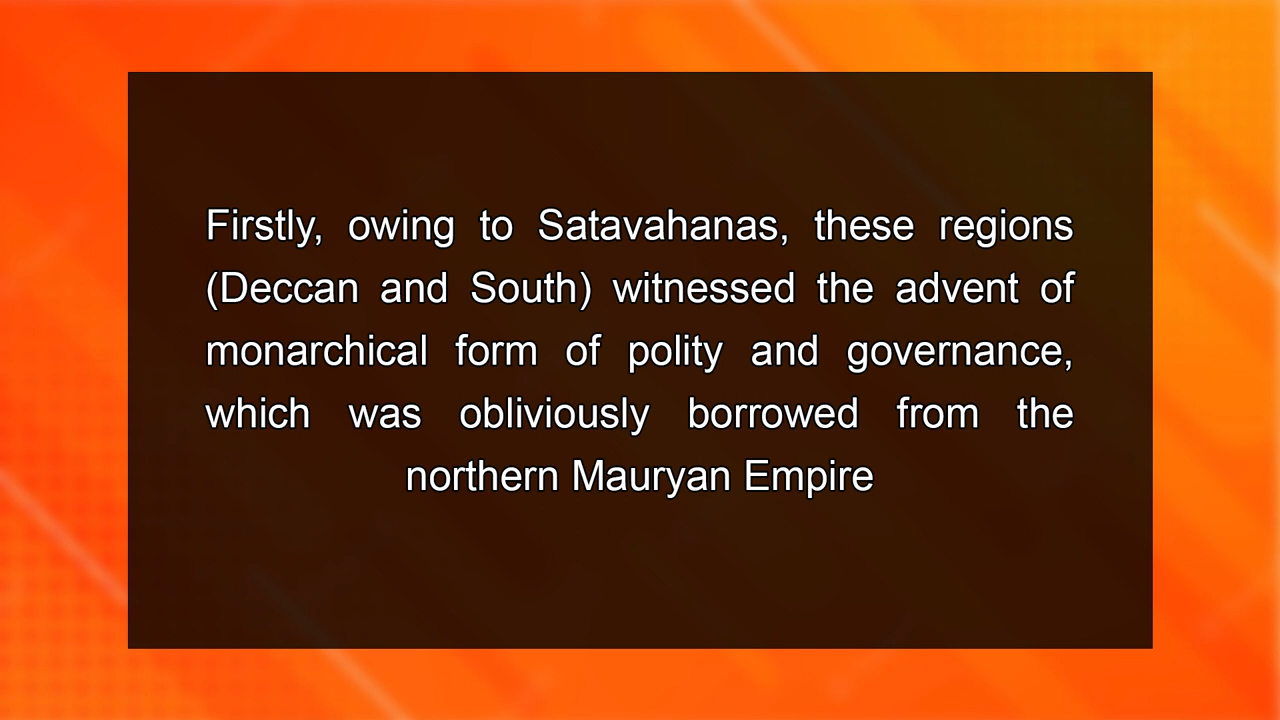 Firstly, owing to Satavahanas, these regions
(Deccan and South) witnessed the advent of
monarchical form of polity and governance,
which was obliviously borrowed from the
northern Mauryan Empire